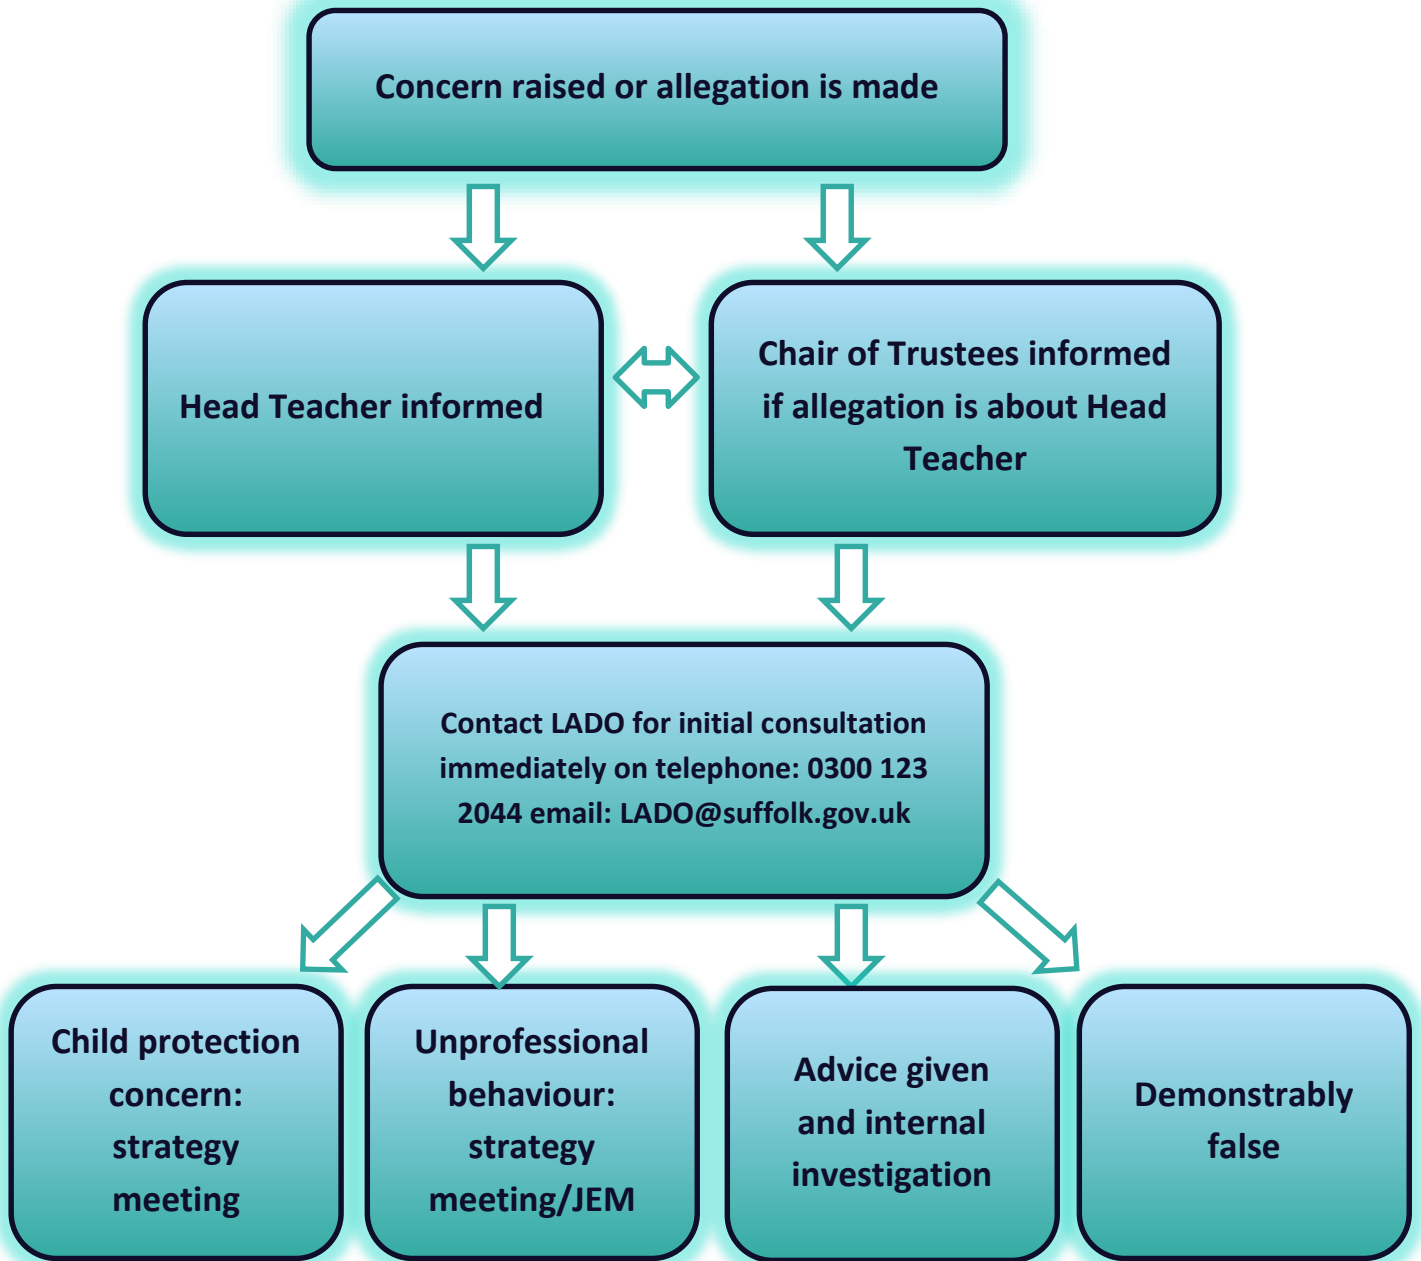 Concern raised or allegation is made
Head Teacher informed
Chair of Trustees informed
if allegation is about Head
Teacher
Contact LADO for initial consultation
immediately on telephone: 0300 123
2044 email: LADO@suffolk.gov.uk
Child protection
concern:
strategy
meeting
Unprofessional
behaviour:
strategy
meeting/JEM
Advice given
and internal
investigation
Demonstrably
false